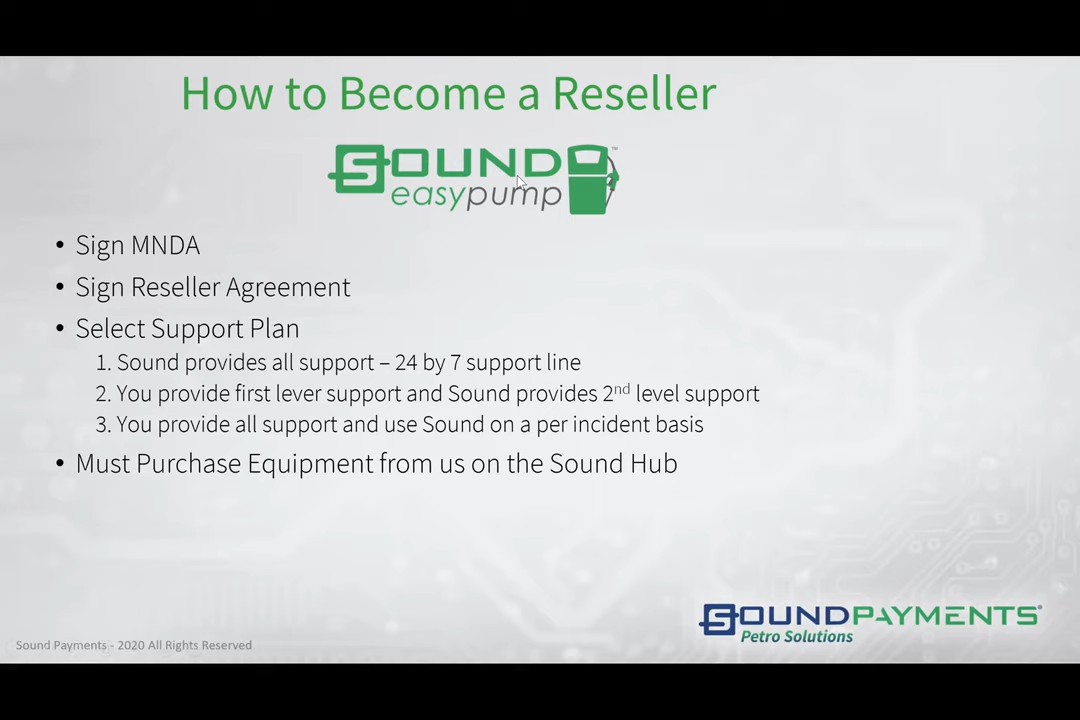 How to Become a Reseller
SOUND
easypump™
• Sign MNDA
• Sign Reseller Agreement
• Select Support Plan
1. Sound provides all support – 24 by 7 support line
2. You provide first lever support and Sound provides 2nd level support
3. You provide all support and use Sound on a per incident basis
• Must Purchase Equipment from us on the Sound Hub
SOUNDPAYMENTS®
Petro Solutions
Sound Payments - 2020 All Rights Reserved